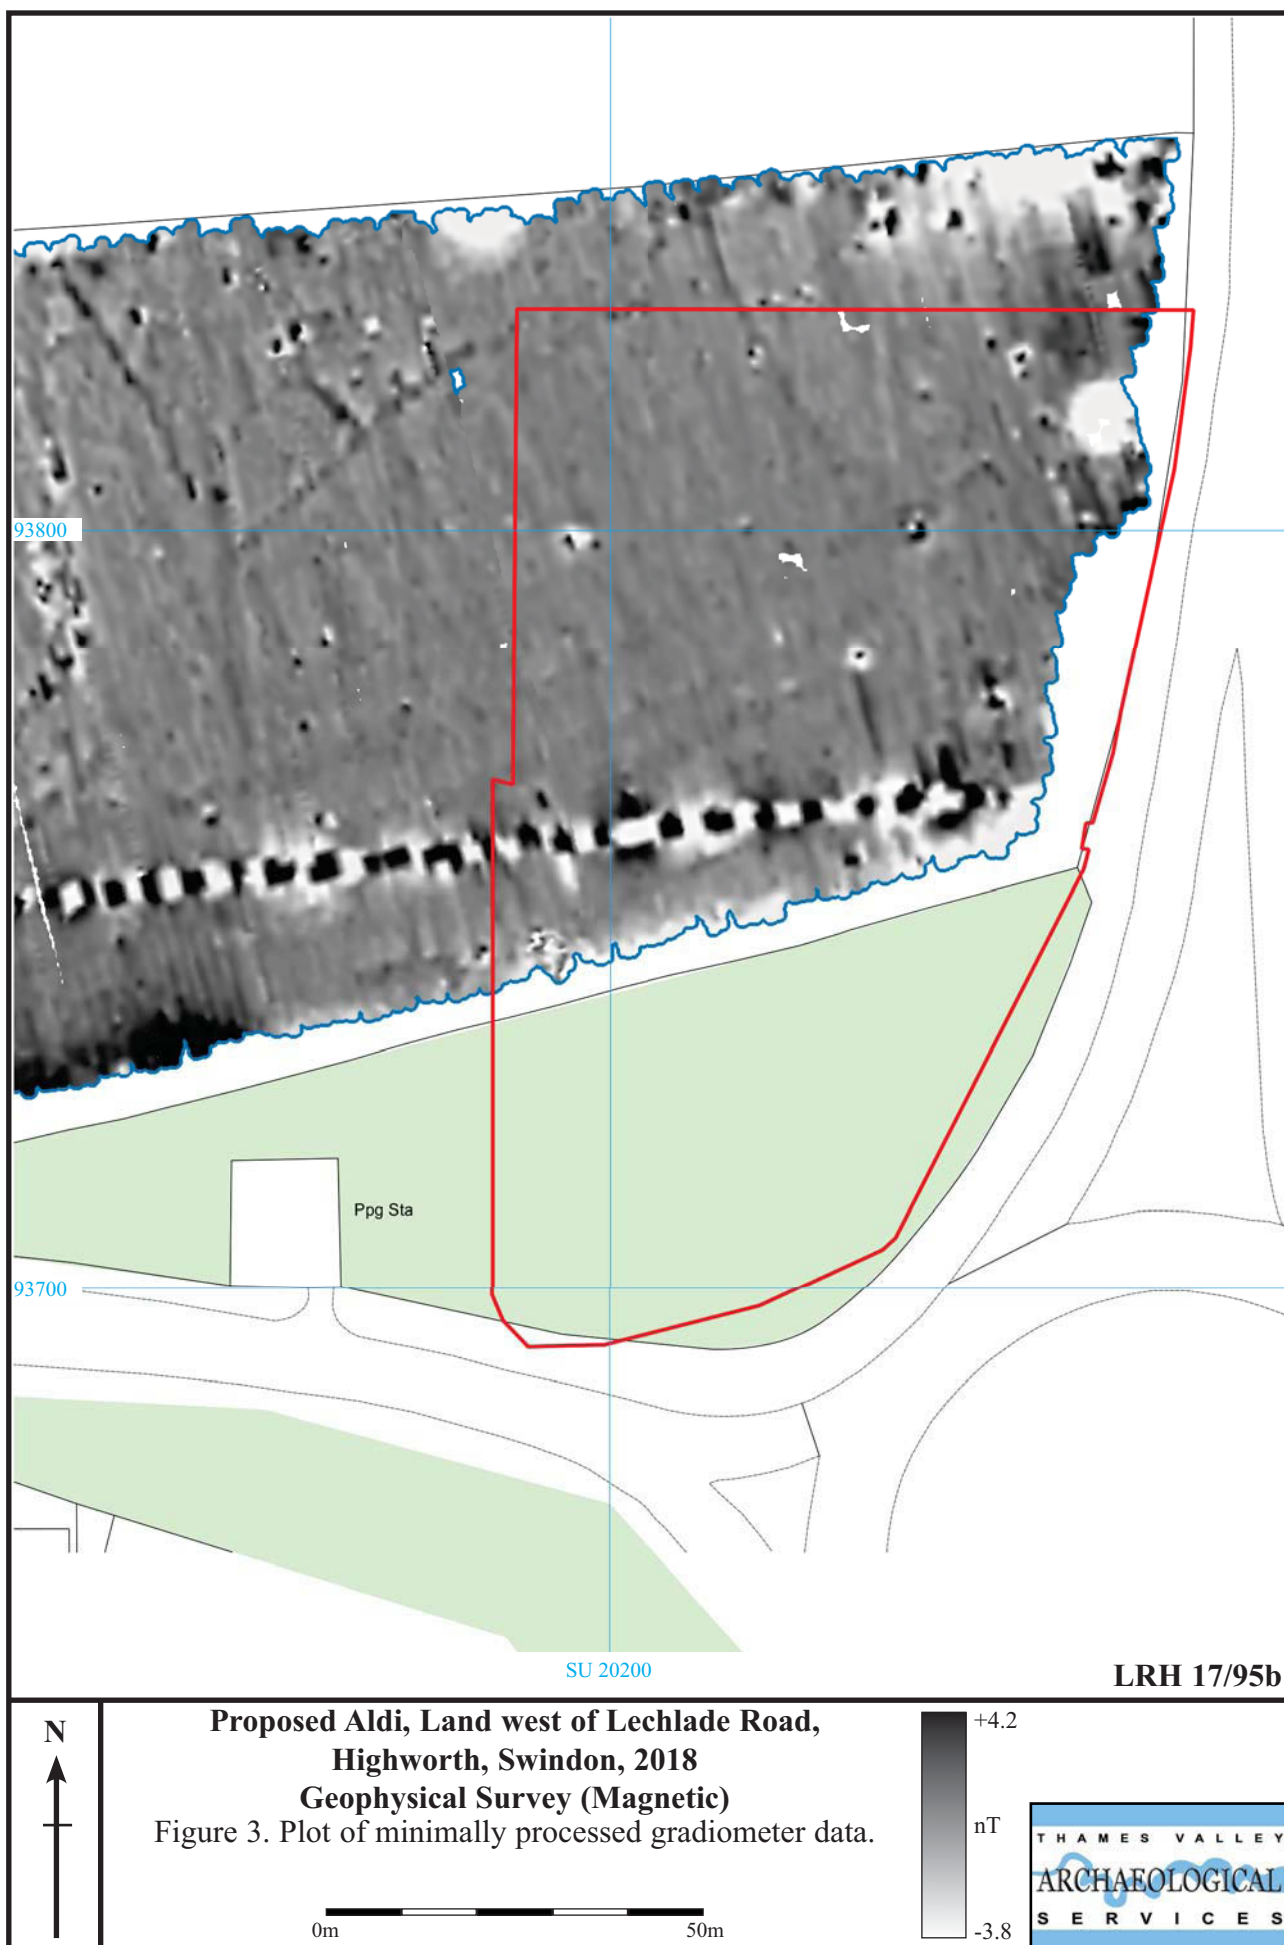 93800
Ppg Sta
93700
SU 20200
LRH 17/95b
N
Proposed Aldi, Land west of Lechlade Road,
Highworth, Swindon, 2018
Geophysical Survey (Magnetic)
Figure 3. Plot of minimally processed gradiometer data.
0m
50m
+4.2
nT
-3.8
THAMES VALLEY
ARCHAEOLOGICAL
SERVICES